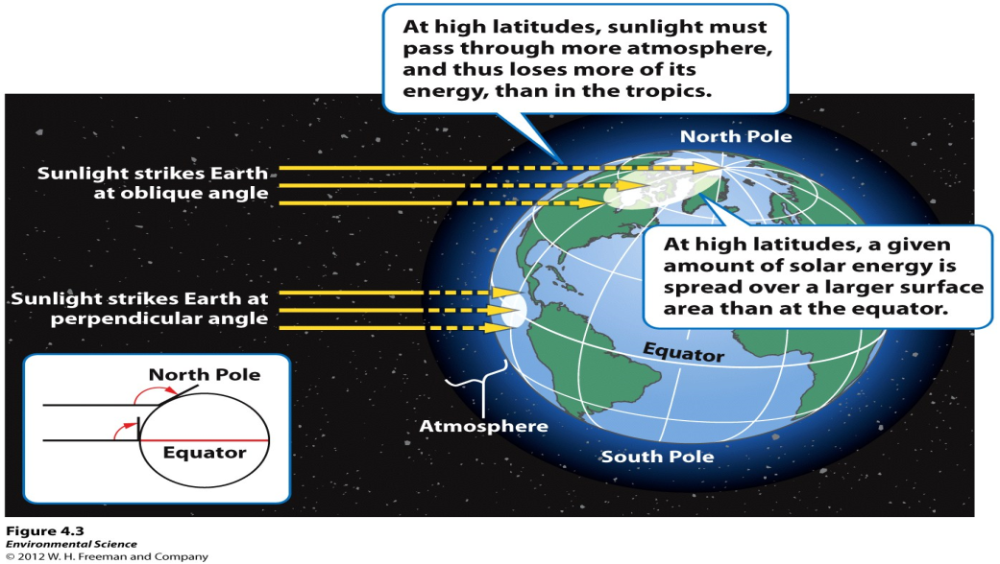 At high latitudes, sunlight must
pass through more atmosphere,
and thus loses more of its
energy, than in the tropics.
North Pole
Sunlight strikes Earth
at oblique angle
At high latitudes, a given
amount of solar energy is
spread over a larger surface
area than at the equator.
Sunlight strikes Earth at
perpendicular angle
Equator
North Pole
Equator
Atmosphere
South Pole
Figure 4.3
Environmental Science
© 2012 W. H. Freeman and Company